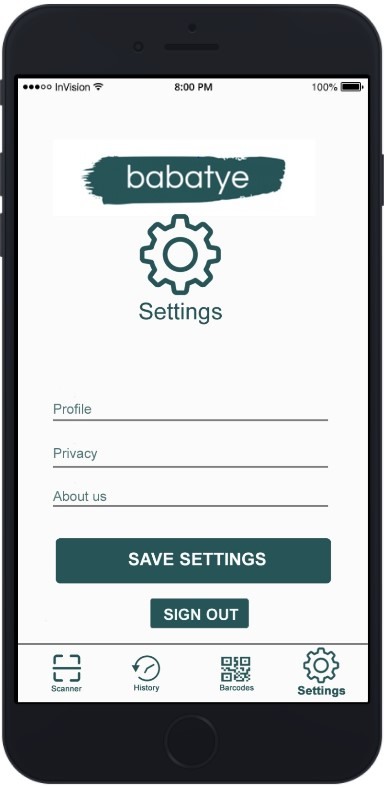 ●●●○○ InVision 8:00 PM 100%
babatye
Settings
Profile
Privacy
About us
SAVE SETTINGS
SIGN OUT
Scanner History Barcodes Settings